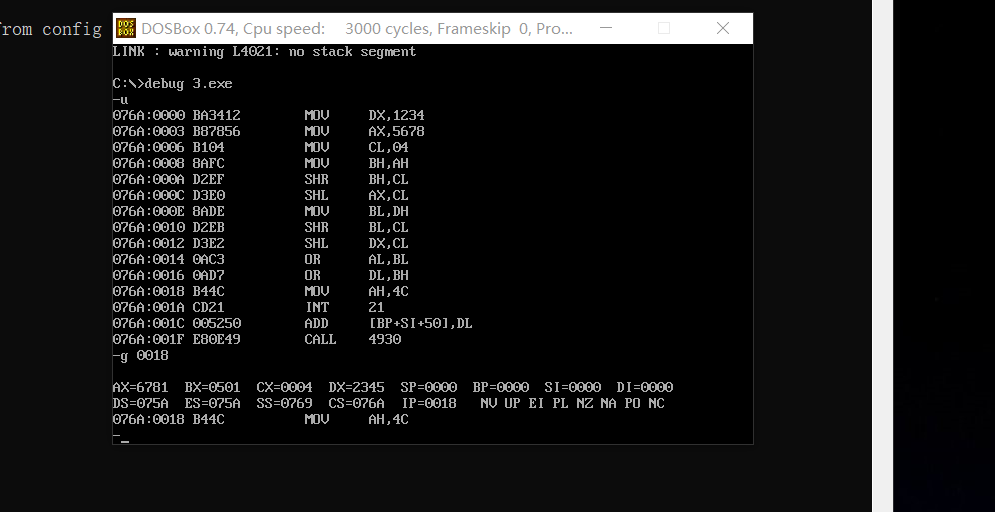 from config
DOS BOX DOSBox 0.74, Cpu speed: 3000 cycles, Frameskip 0, Pro...
LINK : warning L4021: no stack segment
C:\>debug 3.exe
-u
076A:0000 BA3412 MOV DX,1234
076A:0003 B87856 MOV AX,5678
076A:0006 B104 MOV CL,04
076A:0008 8AFC MOV BH,AH
076A:000A D2EF SHR BH,CL
076A:000C D3E0 SHL AX,CL
076A:000E 8ADE MOV BL,DH
076A:0010 D2EB SHR BL,CL
076A:0012 D3E2 SHL DX,CL
076A:0014 0AC3 OR AL,BL
076A:0016 0AD7 OR DL,BH
076A:0018 B44C MOV AH,4C
076A:001A CD21 INT 21
076A:001C 005250 ADD [BP+SI+50],DL
076A:001F E80E49 CALL 4930
-g 0018
AX=6781 BX=0501 CX=0004 DX=2345 SP=0000 BP=0000 SI=0000 DI=0000
DS=075A ES=075A SS=0769 CS=076A IP=0018 NV UP EI PL NZ NA PO NC
076A:0018 B44C MOV AH,4C
-_